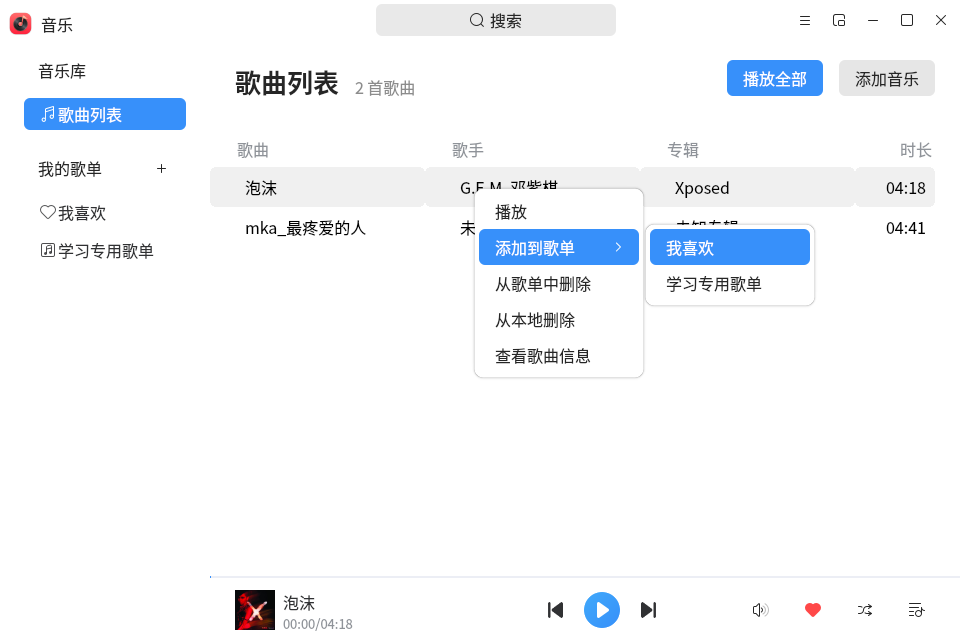 音乐
搜索
音乐库
歌曲列表
我的歌单
我喜欢
学习专用歌单
歌曲列表 2 首歌曲
播放全部
添加音乐
歌曲 歌手 专辑 时长
泡沫 G.E.M. 邓紫棋 Xposed 04:18
mka_最疼爱的人 未 未知专辑 04:41
播放
添加到歌单
从歌单中删除
从本地删除
查看歌曲信息
我喜欢
学习专用歌单
泡沫
00:00/04:18